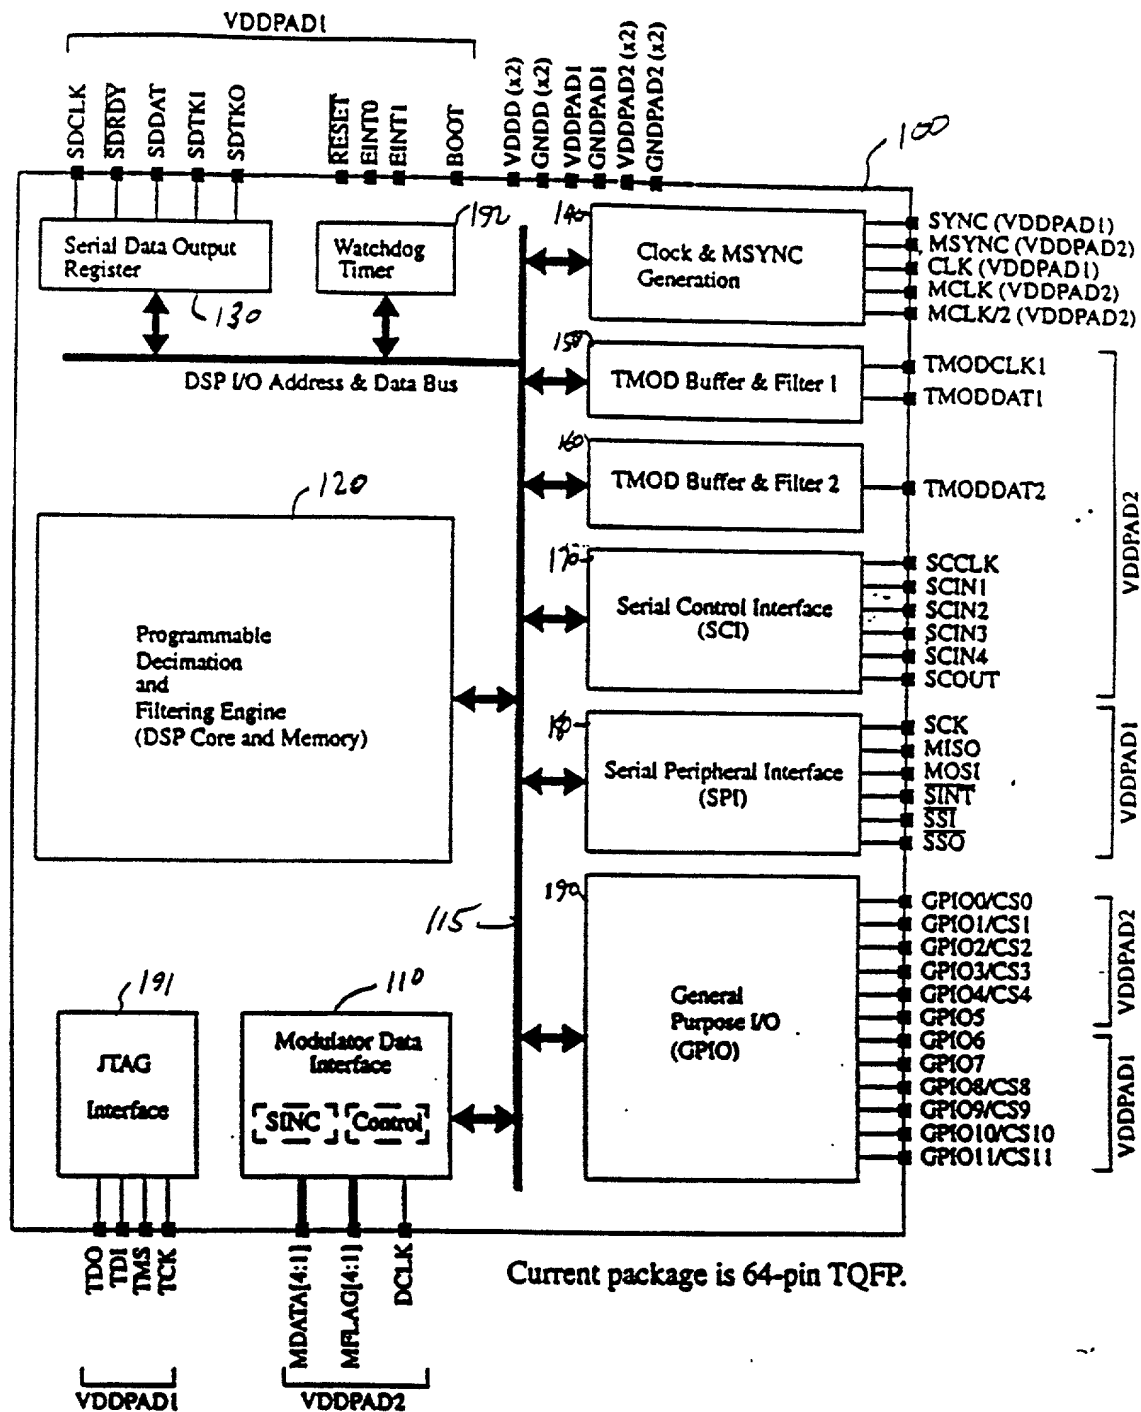 VDDPAD1
SDCLK
SDRDY
SDDAT
SDTKI
SDTKO
RESET
EINT0
EINT1
BOOT
VDDD (x2)
GNDD (x2)
VDDPAD1
GNDPAD1
VDDPAD2 (x2)
GNDPAD2 (x2)
100
Serial Data Output
Register
130
192
Watchdog
Timer
DSP I/O Address & Data Bus
140
Clock & MSYNC
Generation
SYNC (VDDPAD1)
MSYNC (VDDPAD2)
CLK (VDDPAD1)
MCLK (VDDPAD2)
MCLK/2 (VDDPAD2)
150
TMOD Buffer & Filter 1
TMODCLK1
TMODDAT1
160
TMOD Buffer & Filter 2
TMODDAT2
170
Serial Control Interface
(SCI)
SCCLK
SCIN1
SCIN2
SCIN3
SCIN4
SCOUT
VDDPAD2
120
Programmable
Decimation
and
Filtering Engine
(DSP Core and Memory)
180
Serial Peripheral Interface
(SPI)
SCK
MISO
MOSI
SINT
SSI
SSO
VDDPAD1
115
190
General
Purpose I/O
(GPIO)
GPIO0/CS0
GPIO1/CS1
GPIO2/CS2
GPIO3/CS3
GPIO4/CS4
GPIO5
GPIO6
GPIO7
GPIO8/CS8
GPIO9/CS9
GPIO10/CS10
GPIO11/CS11
VDDPAD2
VDDPAD1
191
JTAG
Interface
110
Modulator Data
Interface
SINC
Control
TDO
TDI
TMS
TCK
MDATA[4:1]
MFLAG[4:1]
DCLK
VDDPAD1
VDDPAD2
Current package is 64-pin TQFP.